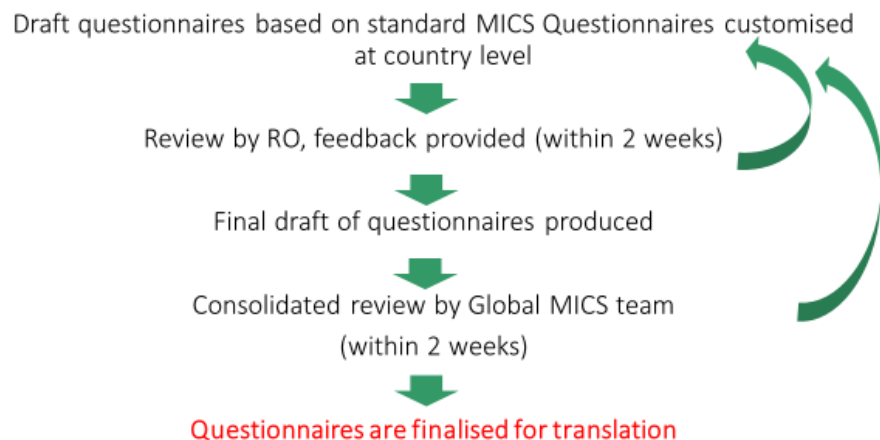 Draft questionnaires based on standard MICS Questionnaires customised
at country level
Review by RO, feedback provided (within 2 weeks)
Final draft of questionnaires produced
Consolidated review by Global MICS team
(within 2 weeks)
Questionnaires are finalised for translation